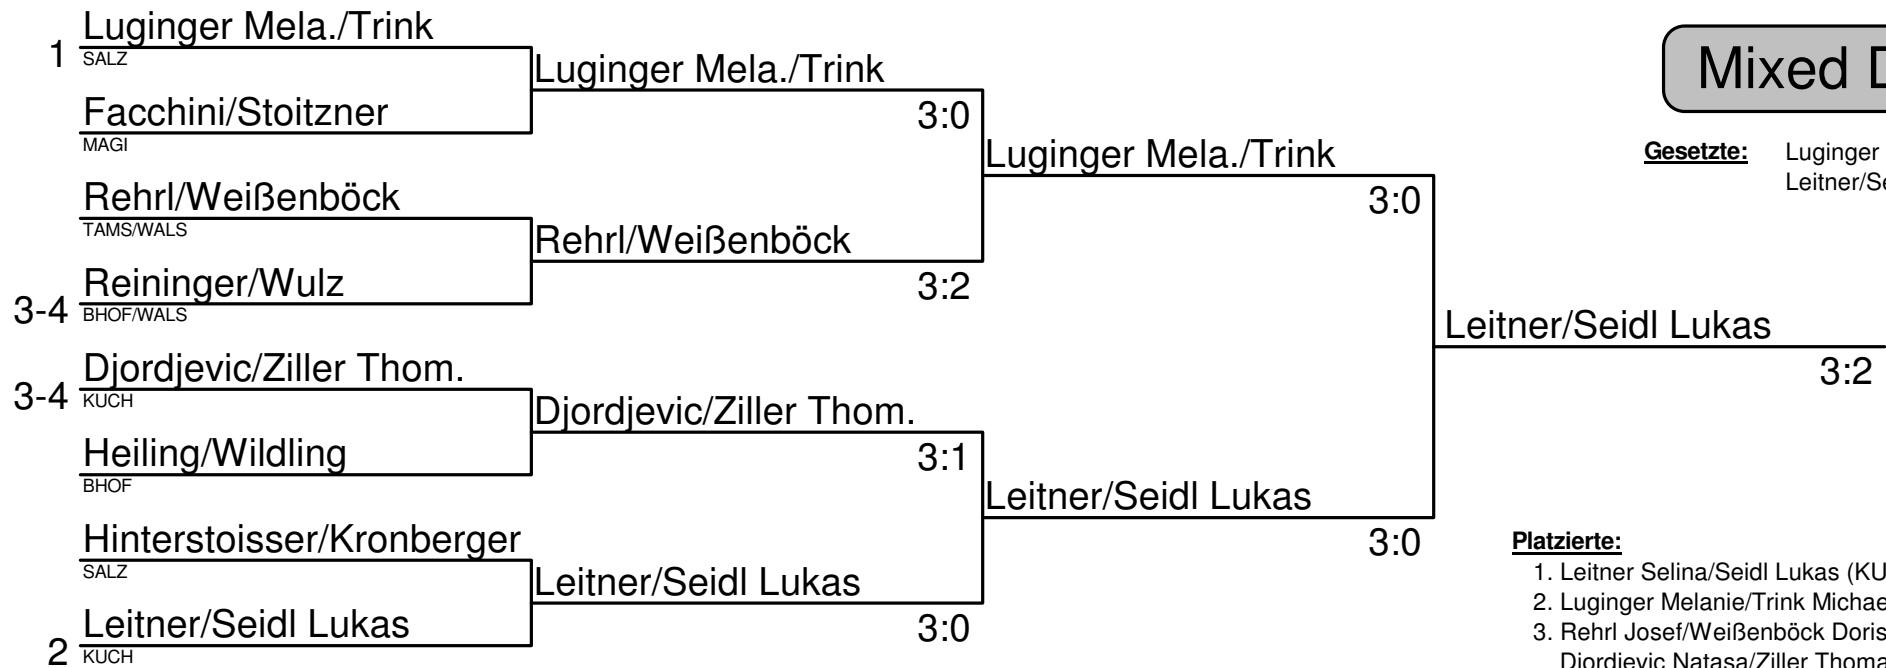 Luginger Mela./Trink
1
SALZ
Facchini/Stoitzner
MAGI
Rehrl/Weißenböck
TAMS/WALS
Reininger/Wulz
3-4
BHOF/WALS
Djordjevic/Ziller Thom.
3-4
KUCH
Heiling/Wildling
BHOF
Hinterstoisser/Kronberger
SALZ
Leitner/Seidl Lukas
2
KUCH
Luginger Mela./Trink
3:0
Rehrl/Weißenböck
3:2
Djordjevic/Ziller Thom.
3:1
Leitner/Seidl Lukas
3:0
Luginger Mela./Trink
3:0
Leitner/Seidl Lukas
3:0
Leitner/Seidl Lukas
3:2
Mixed D
Gesetzte: Luginger
Leitner/Se
Platzierte:
1. Leitner Selina/Seidl Lukas (KU
2. Luginger Melanie/Trink Michae
3. Rehrl Josef/Weißenböck Doris
Djordjevic Natasa/Ziller Thoma